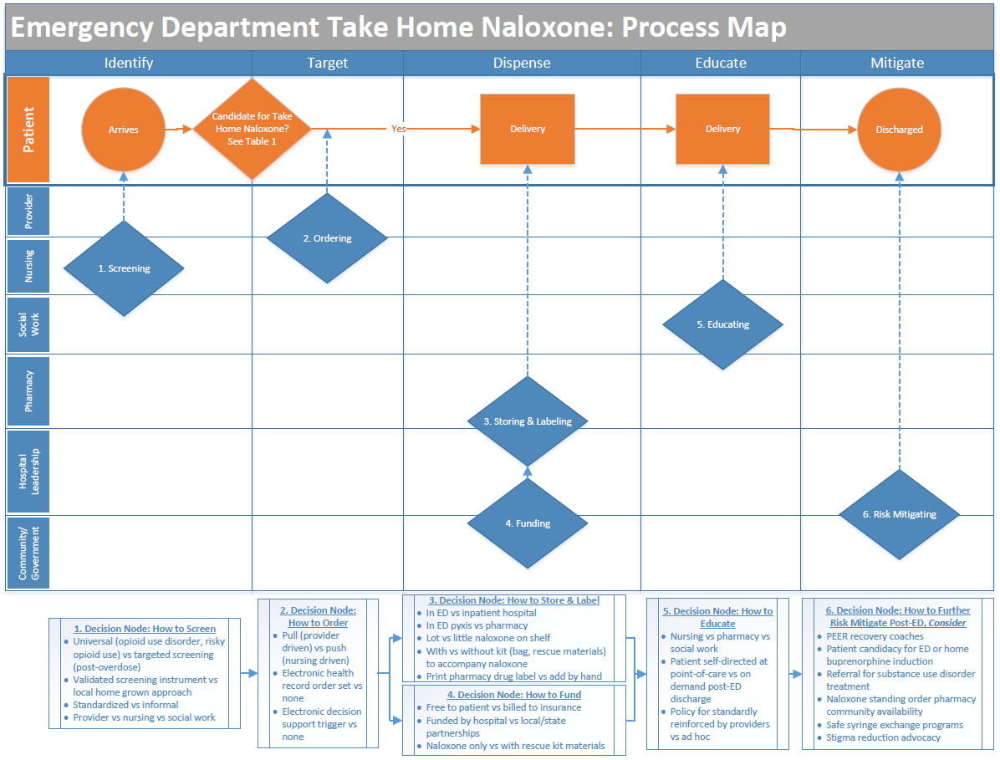 Emergency Department Take Home Naloxone: Process Map
Identify
Target
Dispense
Educate
Mitigate
Patient
Arrives
Candidate for Take
Home Naloxone?
See Table 1
Yes
Delivery
Delivery
Discharged
Provider
2. Ordering
Nursing
1. Screening
Social
Work
5. Educating
Pharmacy
3. Storing & Labeling
Hospital
Leadership
4. Funding
6. Risk Mitigating
Community/
Government
1. Decision Node: How to Screen
• Universal (opioid use disorder, risky
opioid use) vs targeted screening
(post-overdose)
• Validated screening instrument vs
local home grown approach
• Standardized vs informal
• Provider vs nursing vs social work
2. Decision Node:
How to Order
• Pull (provider
driven) vs push
(nursing driven)
• Electronic health
record order set vs
none
• Electronic decision
support trigger vs
none
3. Decision Node: How to Store & Label
• In ED vs inpatient hospital
• In ED pyxis vs pharmacy
• Lot vs little naloxone on shelf
• With vs without kit (bag, rescue materials)
to accompany naloxone
• Print pharmacy drug label vs add by hand
4. Decision Node: How to Fund
• Free to patient vs billed to insurance
• Funded by hospital vs local/state
partnerships
• Naloxone only vs with rescue kit materials
5. Decision Node: How to
Educate
• Nursing vs pharmacy vs
social work
• Patient self-directed at
point-of-care vs on
demand post-ED
discharge
• Policy for standardly
reinforced by providers
vs ad hoc
6. Decision Node: How to Further
Risk Mitigate Post-ED, Consider
• PEER recovery coaches
• Patient candidacy for ED or home
buprenorphine induction
• Referral for substance use disorder
treatment
• Naloxone standing order pharmacy
community availability
• Safe syringe exchange programs
• Stigma reduction advocacy